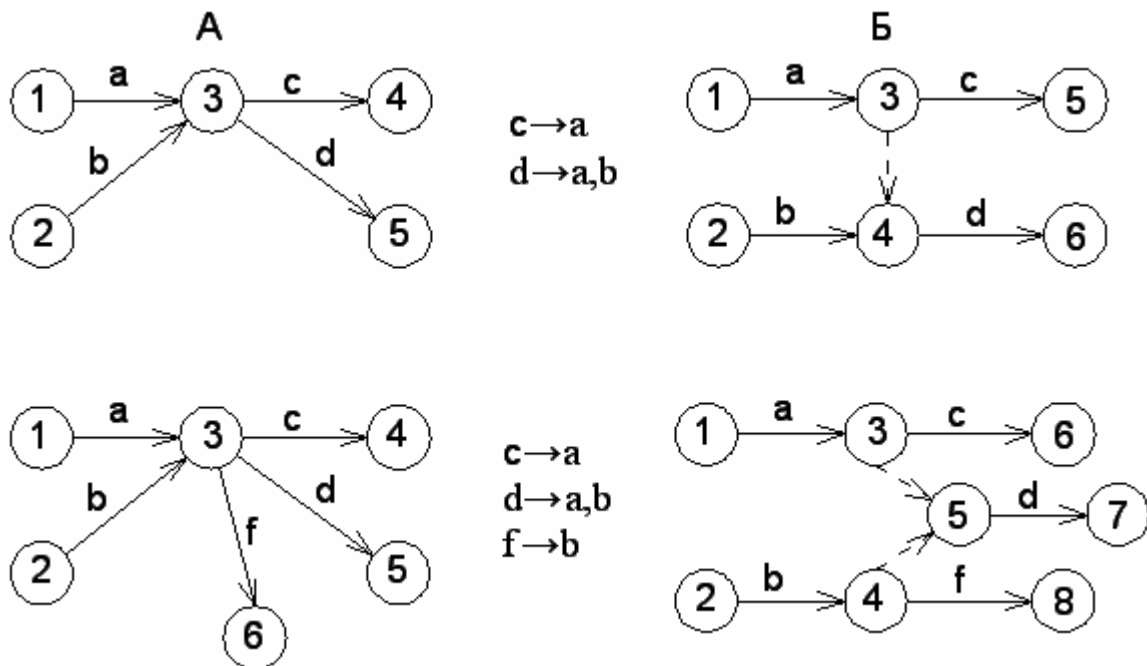 А Б
1 a 3 c 4
b d
2 5
c→a
d→a,b
1 a 3 c 5
2 b 4 d 6
1 a 3 c 4
b d
f
2 5
6
c→a
d→a,b
f→b
1 a 3 c 6
5 d 7
2 b 4 f 8